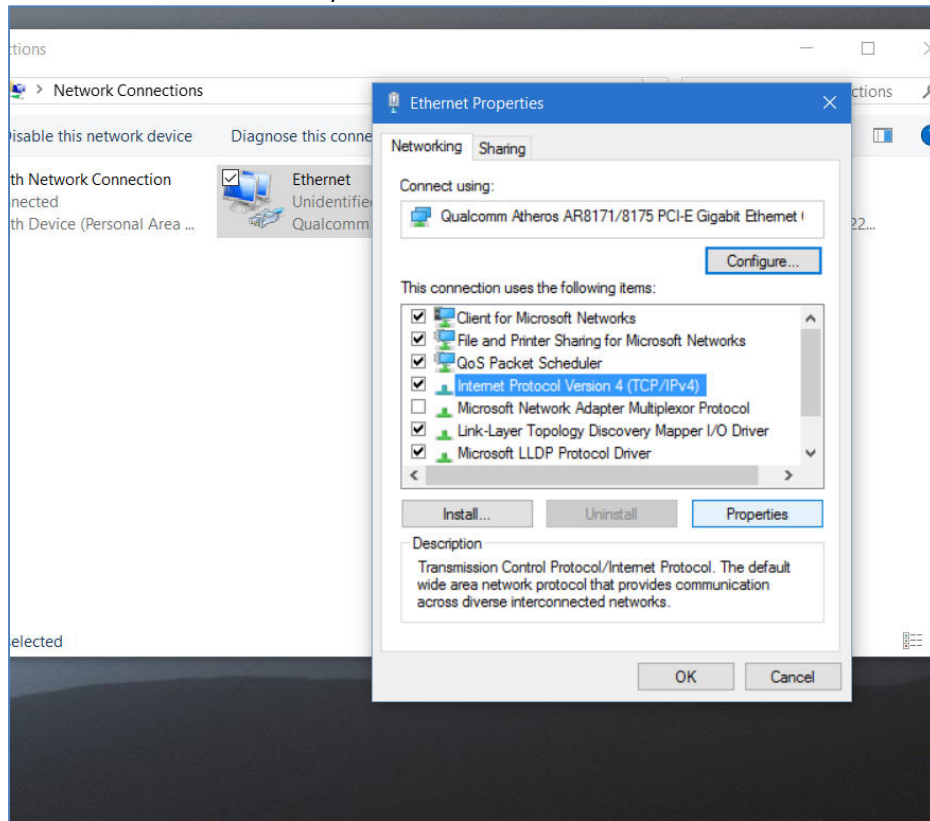 ctions
Network Connections
ctions
isable this network device
Diagnose this conne
th Network Connection
nected
th Device (Personal Area ...
Ethernet
Unidentifie
Qualcomm
22...
Ethernet Properties
Networking
Sharing
Connect using:
Qualcomm Atheros AR8171/8175 PCI-E Gigabit Ethernet (
Configure...
This connection uses the following items:
Client for Microsoft Networks
File and Printer Sharing for Microsoft Networks
QoS Packet Scheduler
Internet Protocol Version 4 (TCP/IPv4)
Microsoft Network Adapter Multiplexor Protocol
Link-Layer Topology Discovery Mapper I/O Driver
Microsoft LLDP Protocol Driver
Install...
Uninstall
Properties
Description
Transmission Control Protocol/Internet Protocol. The default
wide area network protocol that provides communication
across diverse interconnected networks.
elected
OK
Cancel